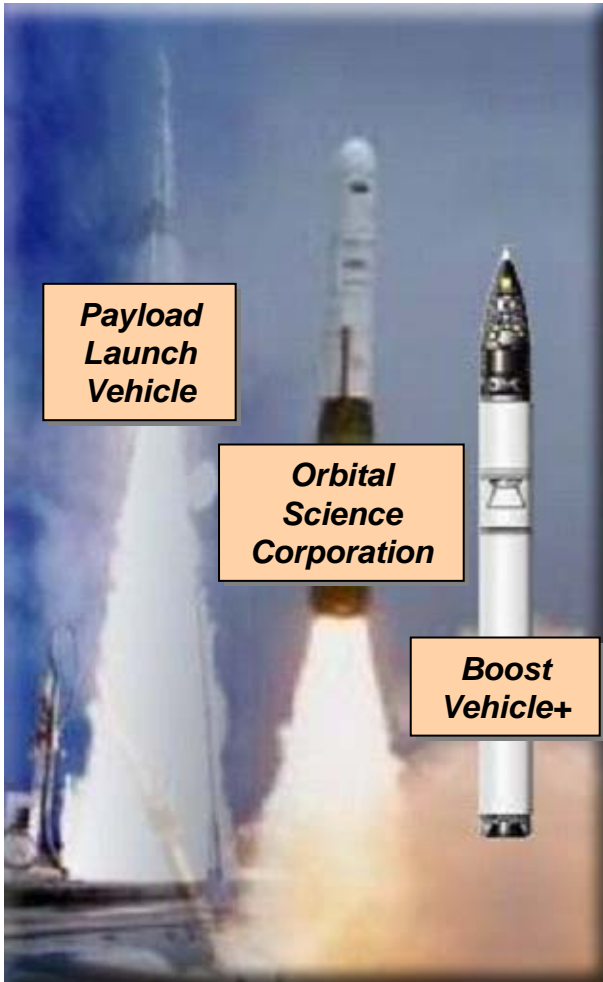 Payload
Launch
Vehicle
Orbital
Science
Corporation
Boost
Vehicle+